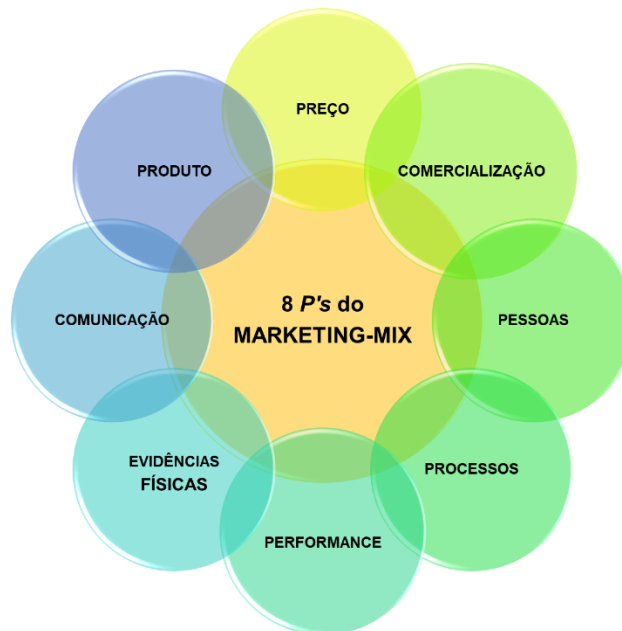 PREÇO
COMERCIALIZAÇÃO
PRODUTO
8 P's do
MARKETING-MIX
COMUNICAÇÃO
PESSOAS
EVIDÊNCIAS
FÍSICAS
PROCESSOS
PERFORMANCE